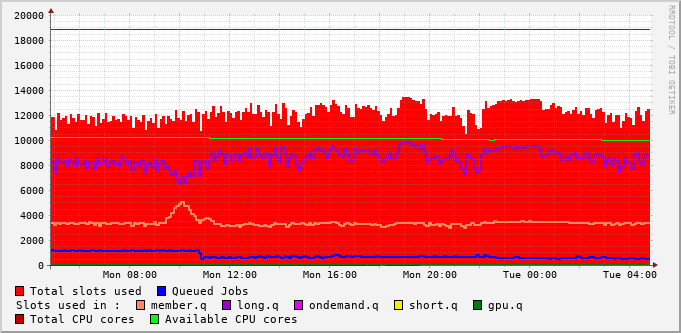 RRDTOOL / TOBI OETIKER
20000
18000
16000
14000
12000
10000
8000
6000
4000
2000
0
Mon 08:00 Mon 12:00 Mon 16:00 Mon 20:00 Tue 00:00 Tue 04:00
Total slots used Queued Jobs
Slots used in : member.q long.q ondemand.q short.q gpu.q
Total CPU cores Available CPU cores